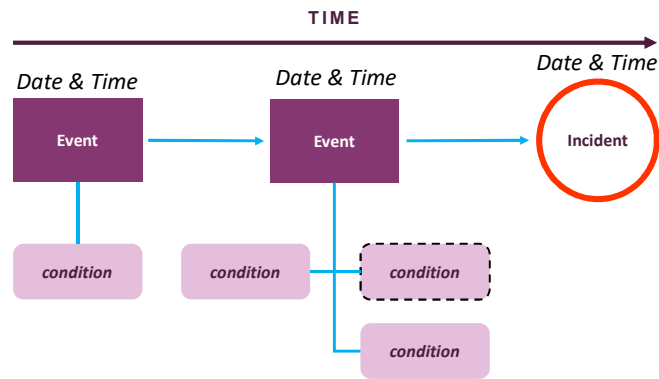 TIME
Date & Time
Date & Time
Date & Time
Event
Event
Incident
condition
condition
condition
condition